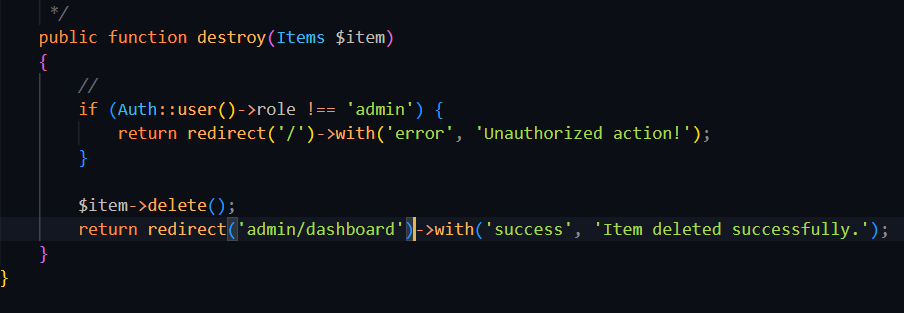 */
public function destroy(Items $item)
{
//
if (Auth::user()->role !== 'admin') {
return redirect('/')->with('error', 'Unauthorized action!');
}
$item->delete();
return redirect('admin/dashboard')->with('success', 'Item deleted successfully.');
}
}